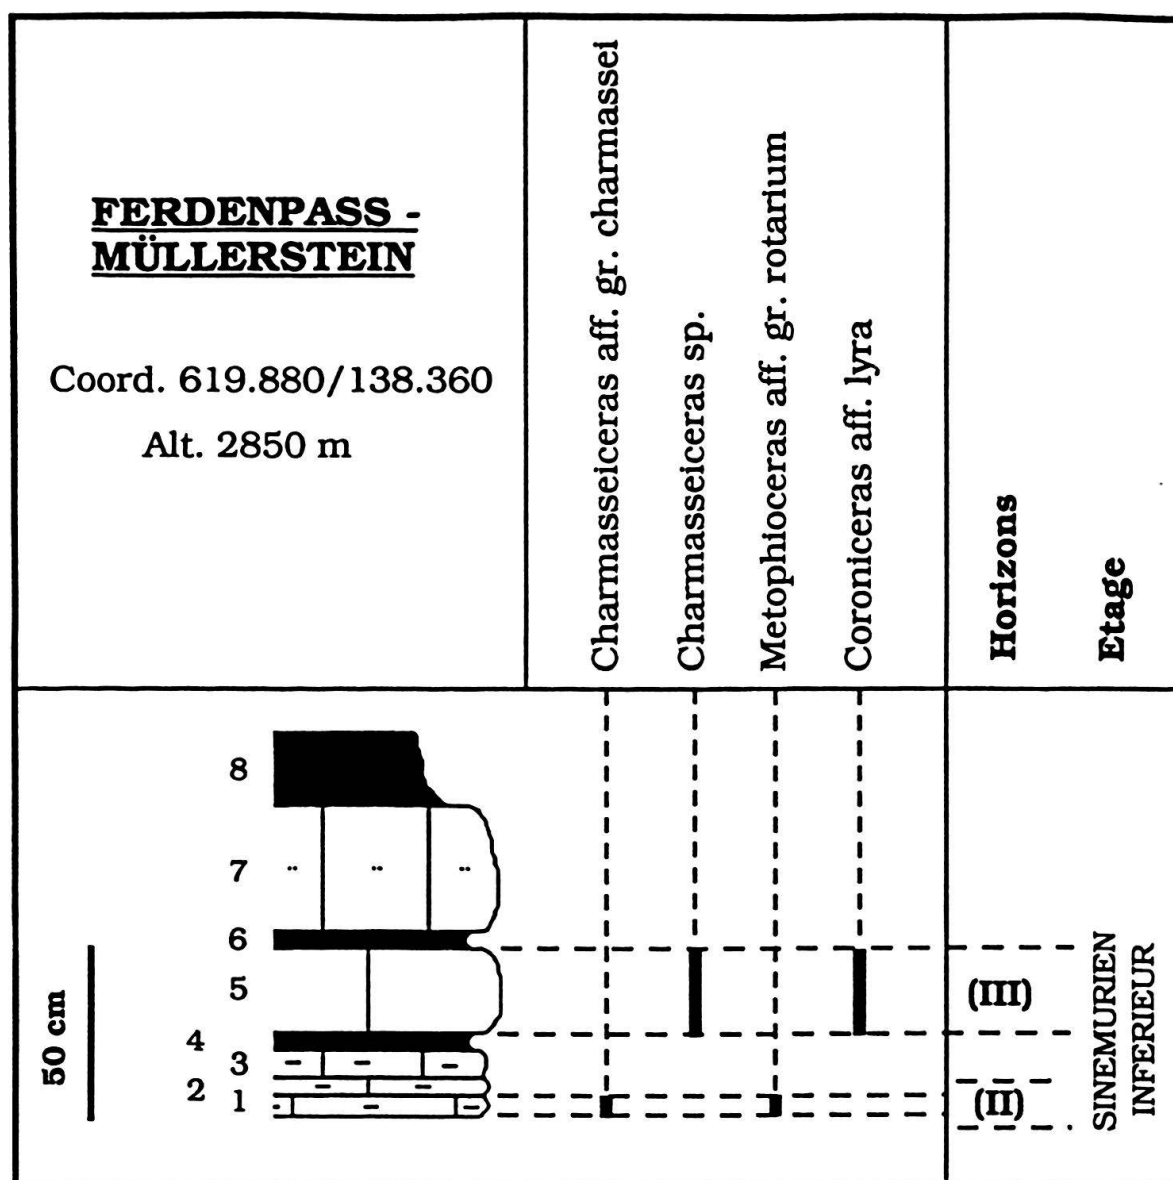 FERDENPASS -
MÜLLERSTEIN
Coord. 619.880/138.360
Alt. 2850 m
Charmasseiceras aff. gr. charmassei
Charmasseiceras sp.
Metophioceras aff. gr. rotarium
Coroniceras aff. lyra
Horizons
Etage
8
7
6
5
4
3
2
1
50 cm
(III)
(II)
SINEMURIEN
INFERIEUR